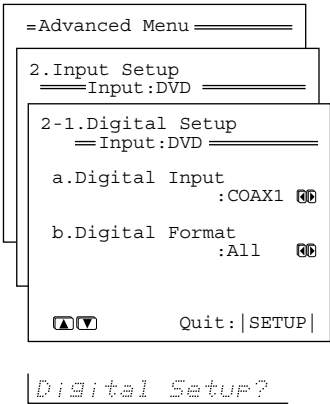 Advanced Menu
2.Input Setup
Input:DVD
2-1.Digital Setup
Input:DVD
a.Digital Input
:COAX1
b.Digital Format
:All
Quit:|SETUP|
Digital Setup?